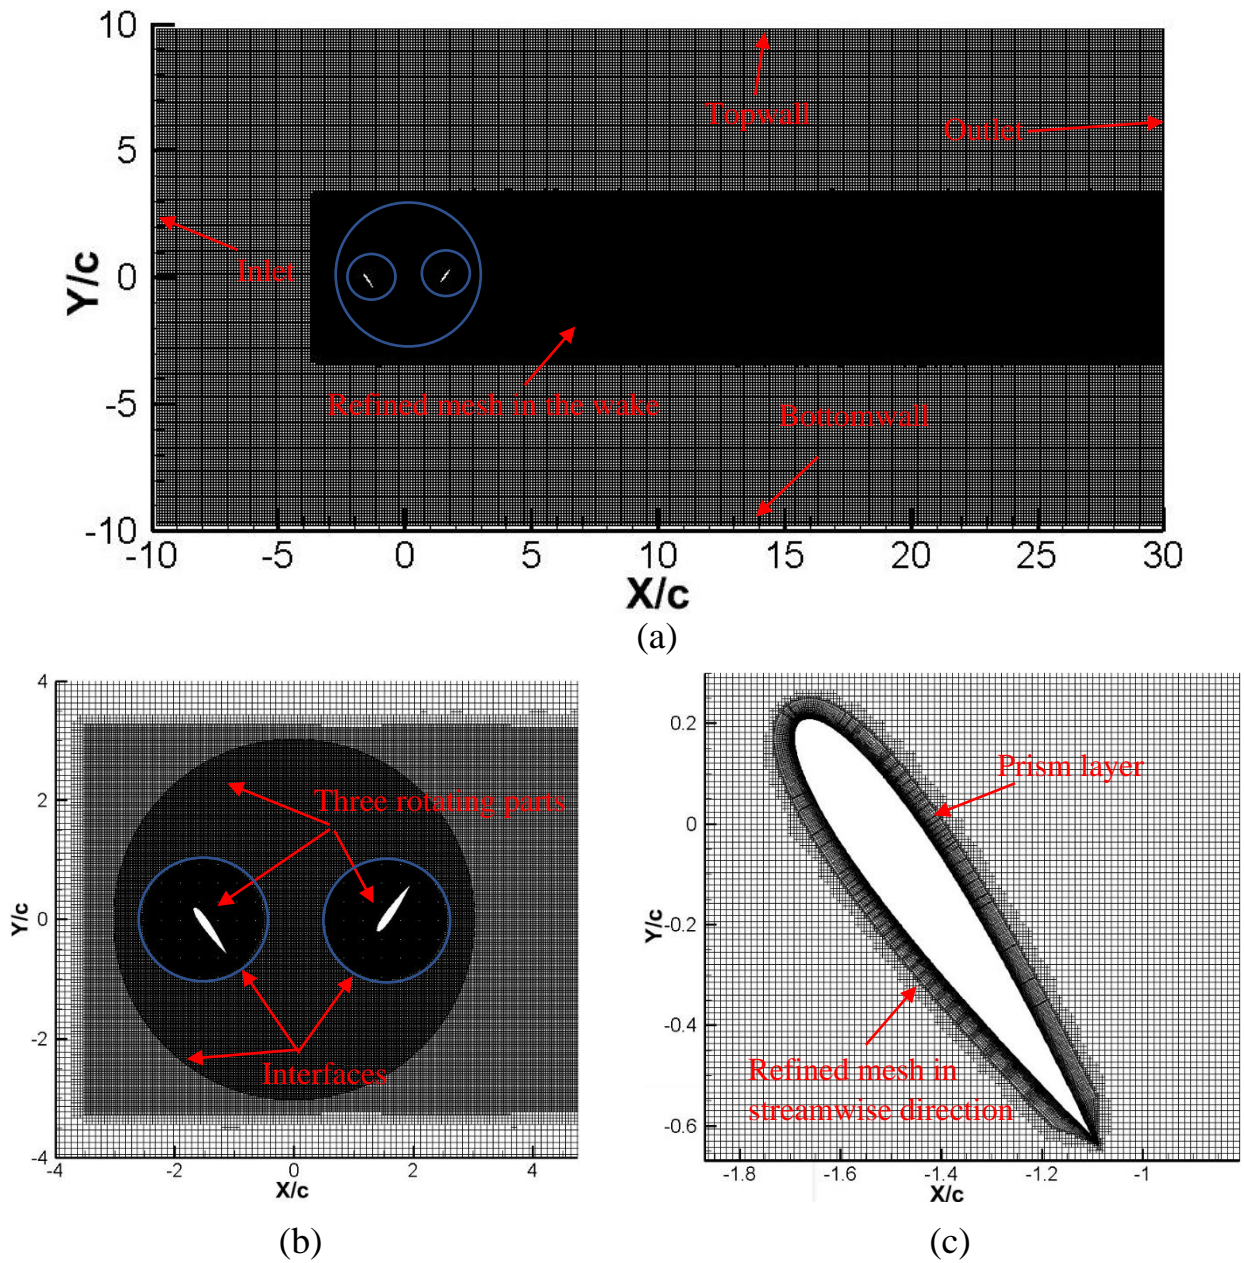 10
Topwall
Outlet
5
Y/c
0
Inlet
Refined mesh in the wake
Bottomwall
-5
-10
-10 -5 0 5 10 15 20 25 30
X/c
(a)
4
Three rotating parts
2
Y/c
0
Interfaces
-2
-4
-4 -2 0 2 4
X/c
(b)
0.2
Prism layer
0
Y/c
-0.2
-0.4
Refined mesh in
streamwise direction
-0.6
-1.8 -1.6 -1.4 -1.2 -1
X/c
(c)